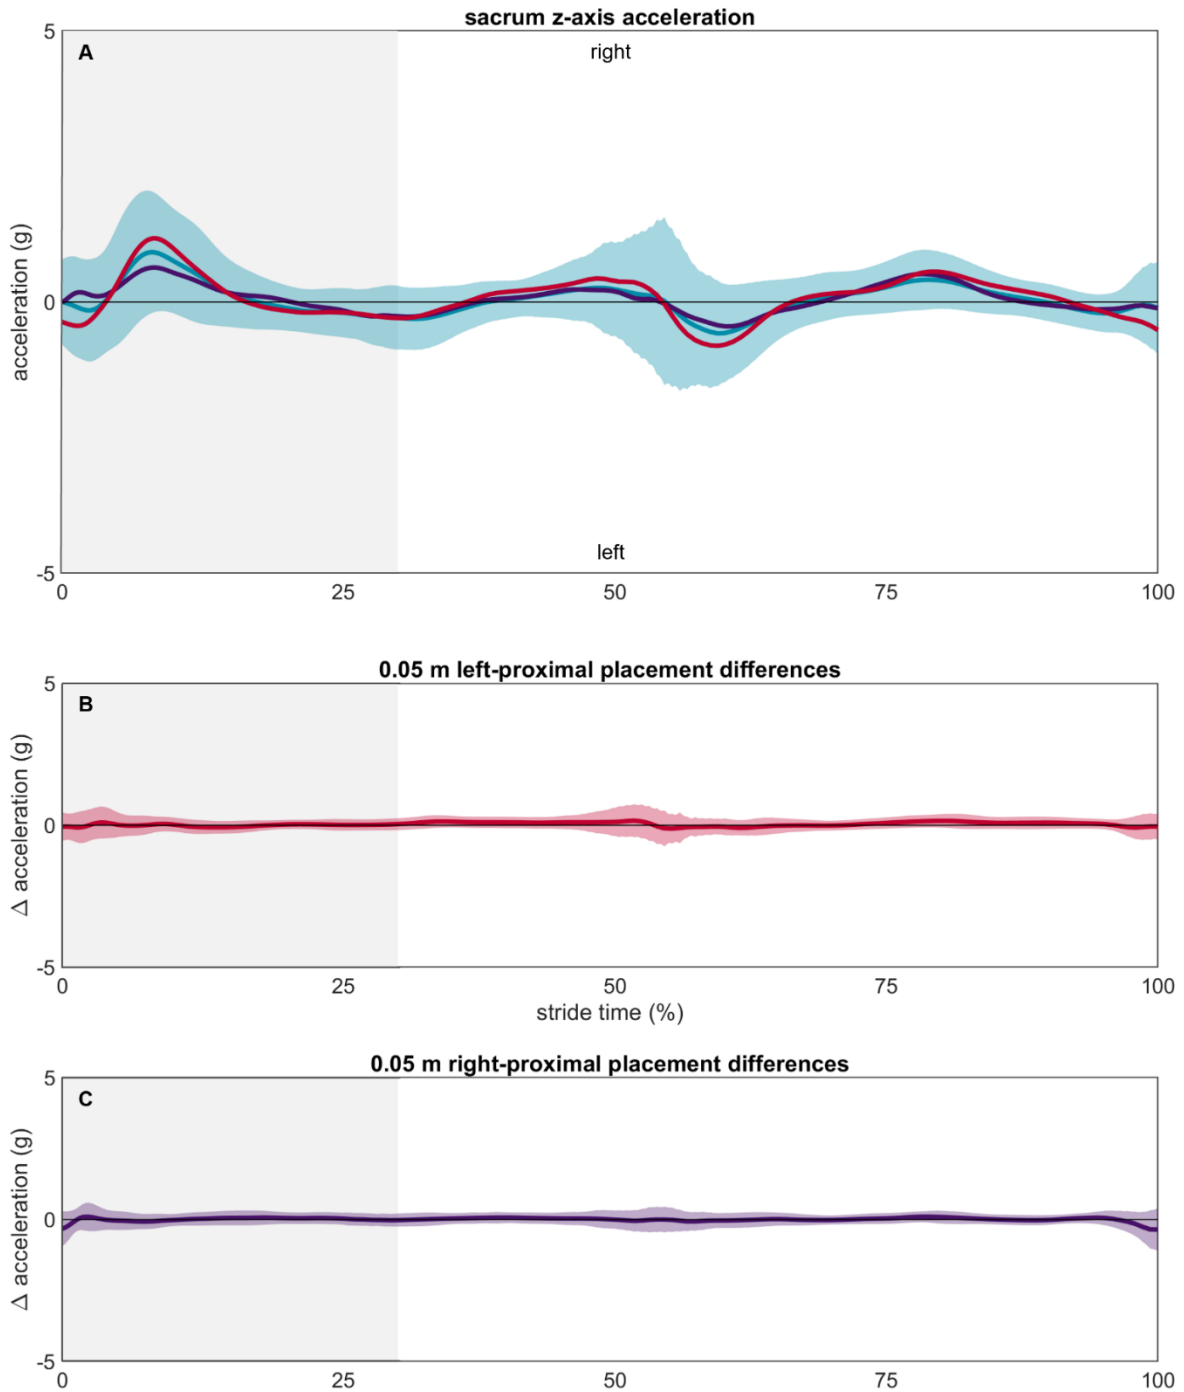 sacrum z-axis acceleration
5
A
right
acceleration (g)
0
left
-5
0 25 50 75 100
0.05 m left-proximal placement differences
5
B
Δ acceleration (g)
0
-5
0 25 50 75 100
stride time (%)
0.05 m right-proximal placement differences
5
C
Δ acceleration (g)
0
-5
0 25 50 75 100